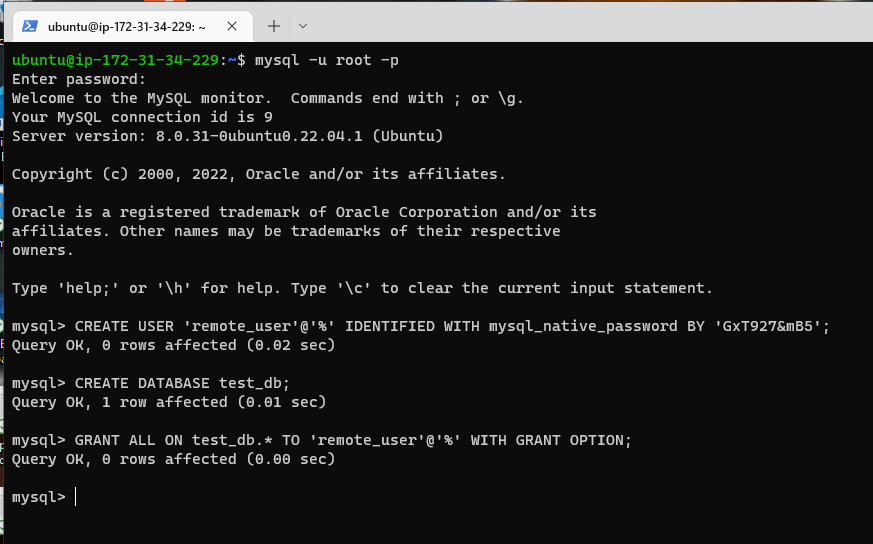 ubuntu@ip-172-31-34-229: ~
ubuntu@ip-172-31-34-229:~$ mysql -u root -p
Enter password:
Welcome to the MySQL monitor.  Commands end with ; or \g.
Your MySQL connection id is 9
Server version: 8.0.31-0ubuntu0.22.04.1 (Ubuntu)
Copyright (c) 2000, 2022, Oracle and/or its affiliates.
Oracle is a registered trademark of Oracle Corporation and/or its
affiliates. Other names may be trademarks of their respective
owners.
Type 'help;' or '\h' for help. Type '\c' to clear the current input statement.
mysql> CREATE USER 'remote_user'@'%' IDENTIFIED WITH mysql_native_password BY 'GxT927&mB5';
Query OK, 0 rows affected (0.02 sec)
mysql> CREATE DATABASE test_db;
Query OK, 1 row affected (0.01 sec)
mysql> GRANT ALL ON test_db.* TO 'remote_user'@'%' WITH GRANT OPTION;
Query OK, 0 rows affected (0.00 sec)
mysql>